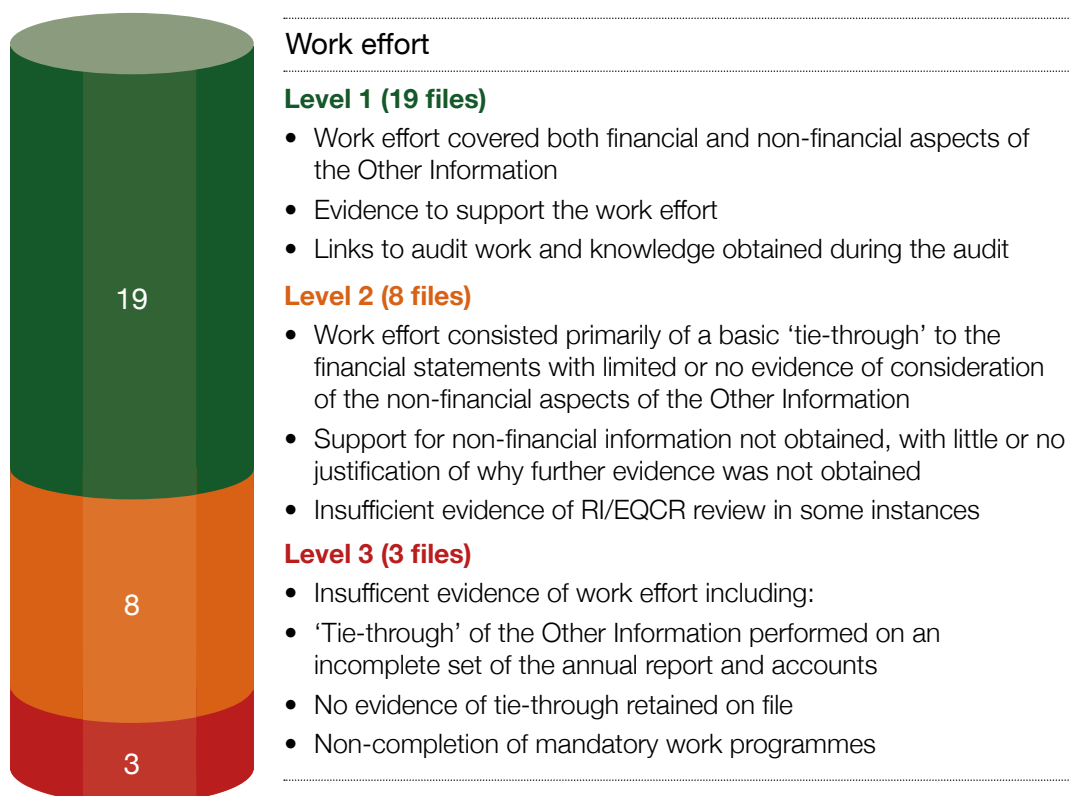 Work effort
Level 1 (19 files)
• Work effort covered both financial and non-financial aspects of
the Other Information
• Evidence to support the work effort
• Links to audit work and knowledge obtained during the audit
19
Level 2 (8 files)
• Work effort consisted primarily of a basic ‘tie-through’ to the
financial statements with limited or no evidence of consideration
of the non-financial aspects of the Other Information
• Support for non-financial information not obtained, with little or no
justification of why further evidence was not obtained
• Insufficient evidence of RI/EQCR review in some instances
8
Level 3 (3 files)
• Insufficent evidence of work effort including:
• ‘Tie-through’ of the Other Information performed on an
incomplete set of the annual report and accounts
• No evidence of tie-through retained on file
• Non-completion of mandatory work programmes
3